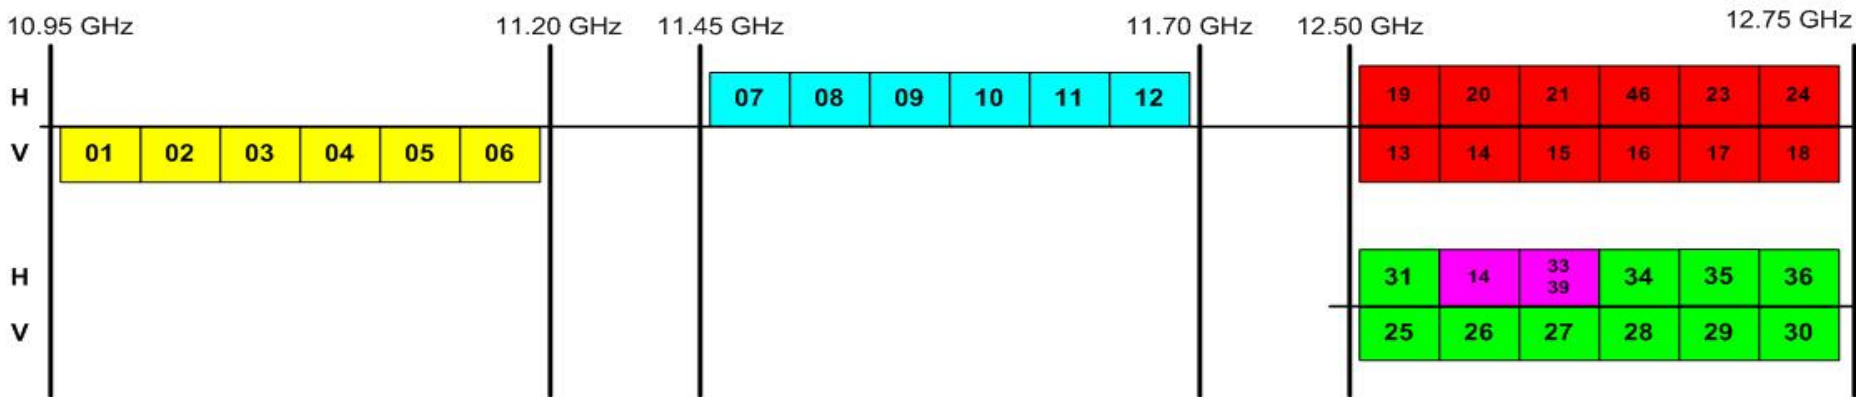 10.95 GHz 11.20 GHz 11.45 GHz 11.70 GHz 12.50 GHz 12.75 GHz
H 07 08 09 10 11 12 19 20 21 46 23 24
V 01 02 03 04 05 06 13 14 15 16 17 18
H 31 14 33 34 35 36
39
V 25 26 27 28 29 30